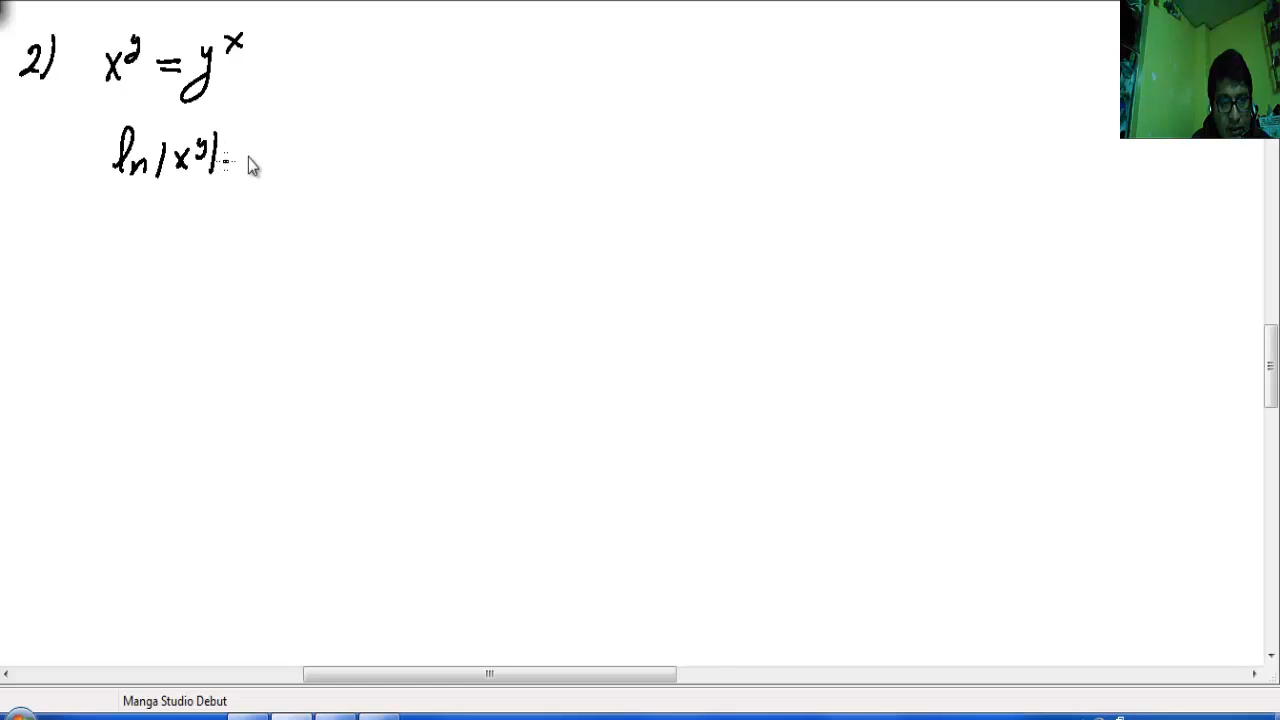 2) x^y = y^x
ln|x^y|
Manga Studio Debut